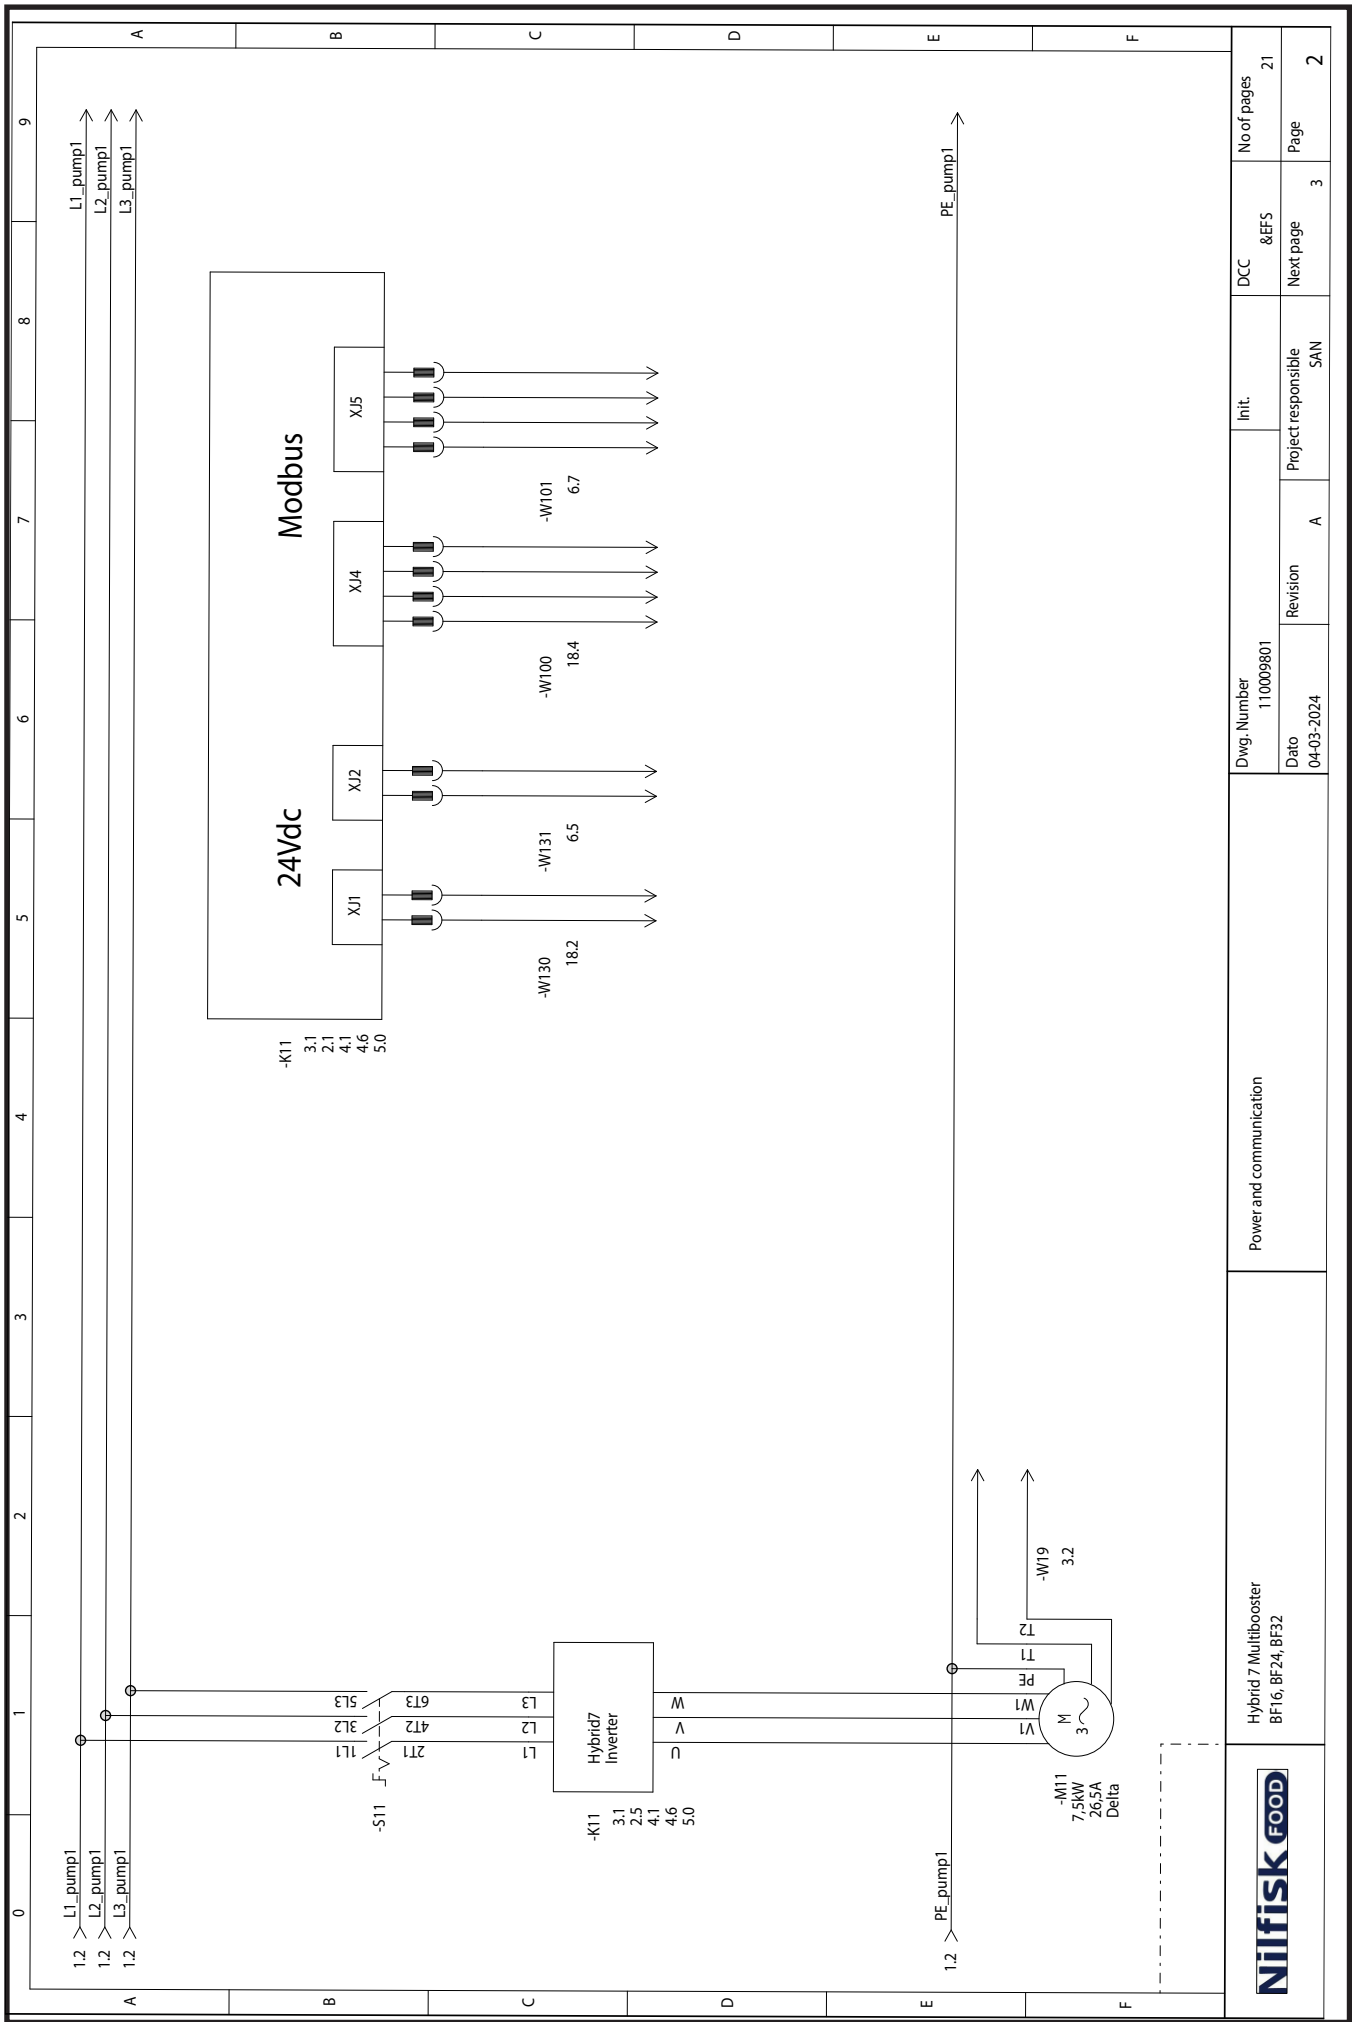 0 1 2 3 4 5 6 7 8 9
A
B
C
D
E
F
A
B
C
D
E
F
1.2 L1_pump1
1.2 L2_pump1
1.2 L3_pump1
L1_pump1
L2_pump1
L3_pump1
-S11
1L1 3L2 5L3
2T1 4T2 6T3
L1 L2 L3
-K11
3.1
2.5
4.1
4.6
5.0
Hybrid7
Inverter
U V W
1.2 PE_pump1
PE_pump1
V1 W1 PE T1 T2
-M11
7,5kW
26,5A
Delta
M
3
-W19
3.2
-K11
3.1
2.1
4.1
4.6
5.0
24Vdc
Modbus
XJ1
XJ2
XJ4
XJ5
-W130
18.2
-W131
6.5
-W100
18.4
-W101
6.7
Nilfisk FOOD
Hybrid 7 Multibooster
BF16, BF24, BF32
Power and communication
Dwg. Number
110009801
Init.
DCC
&EFS
No of pages
21
Dato
04-03-2024
Revision
A
Project responsible
SAN
Next page
3
Page
2